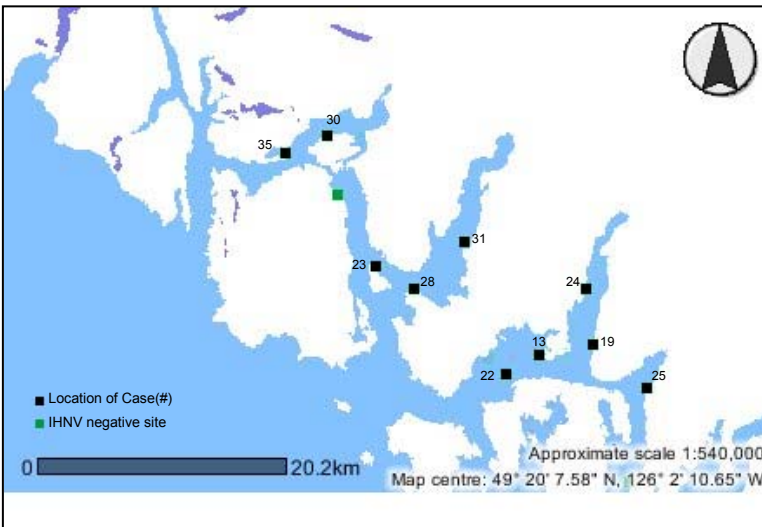 30
35
31
23
28
24
13
19
22
25
Location of Case(#)
IHNV negative site
0 20.2km
Approximate scale 1:540,000
Map centre: 49° 20' 7.58" N, 126° 2' 10.65" W